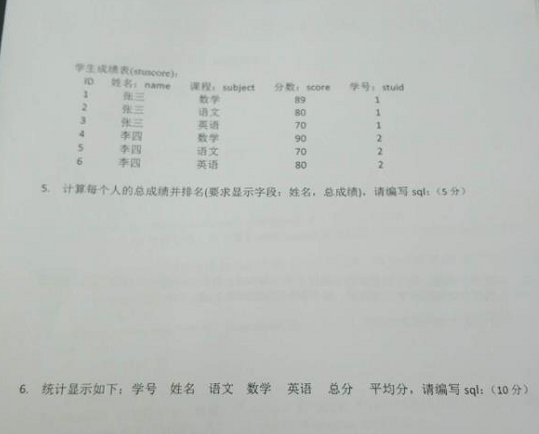 学生成绩表(stuscore),
ID 姓名: name 课程: subject 分数: score 学号: stuid
1 张三 数学 89 1
2 张三 语文 80 1
3 张三 英语 70 1
4 李四 数学 90 2
5 李四 语文 70 2
6 李四 英语 80 2
5. 计算每个人的总成绩并排名(要求显示字段: 姓名, 总成绩), 请编写 sql:(5 分)
6. 统计显示如下: 学号 姓名 语文 数学 英语 总分 平均分, 请编写 sql:(10 分)